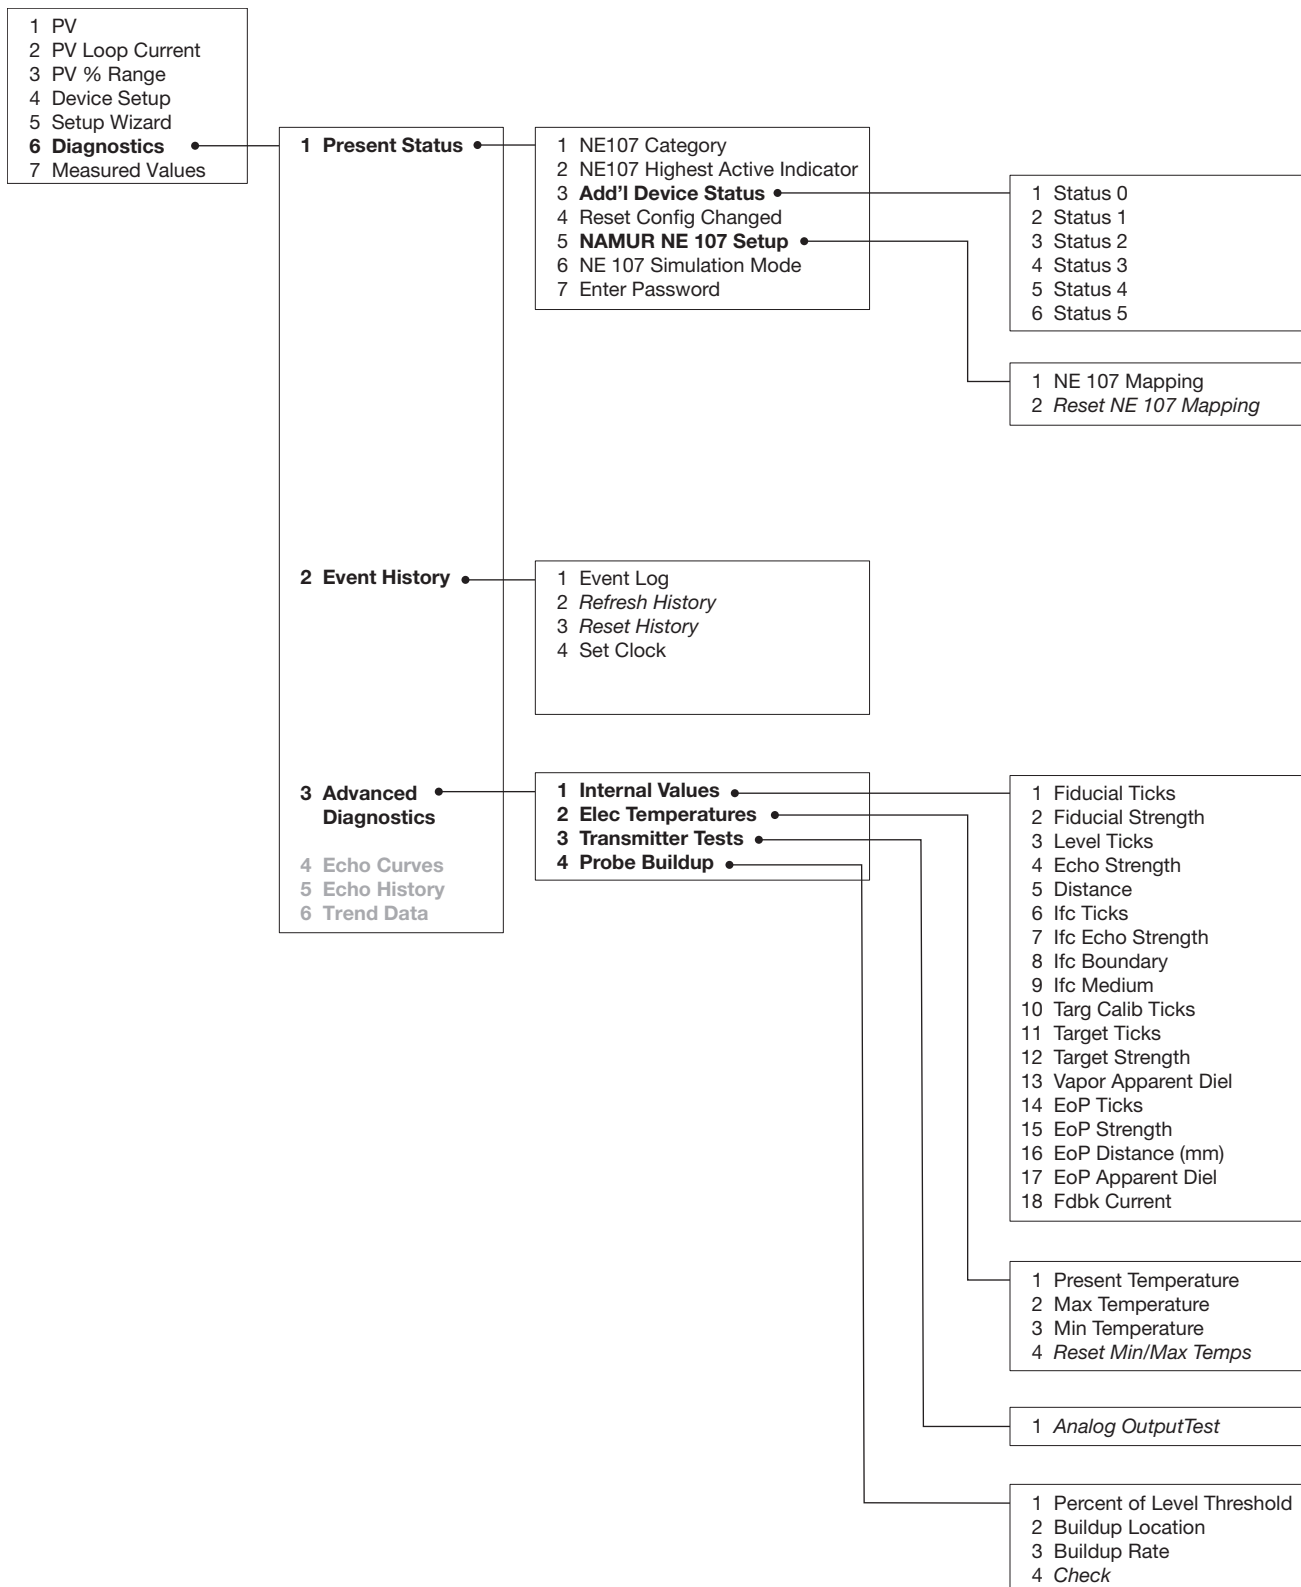 1 PV
2 PV Loop Current
3 PV % Range
4 Device Setup
5 Setup Wizard
6 Diagnostics
7 Measured Values
1 Present Status
2 Event History
3 Advanced
Diagnostics
4 Echo Curves
5 Echo History
6 Trend Data
1 NE107 Category
2 NE107 Highest Active Indicator
3 Add’l Device Status
4 Reset Config Changed
5 NAMUR NE 107 Setup
6 NE 107 Simulation Mode
7 Enter Password
1 Status 0
2 Status 1
3 Status 2
4 Status 3
5 Status 4
6 Status 5
1 NE 107 Mapping
2 Reset NE 107 Mapping
1 Event Log
2 Refresh History
3 Reset History
4 Set Clock
1 Internal Values
2 Elec Temperatures
3 Transmitter Tests
4 Probe Buildup
1 Fiducial Ticks
2 Fiducial Strength
3 Level Ticks
4 Echo Strength
5 Distance
6 Ifc Ticks
7 Ifc Echo Strength
8 Ifc Boundary
9 Ifc Medium
10 Targ Calib Ticks
11 Target Ticks
12 Target Strength
13 Vapor Apparent Diel
14 EoP Ticks
15 EoP Strength
16 EoP Distance (mm)
17 EoP Apparent Diel
18 Fdbk Current
1 Present Temperature
2 Max Temperature
3 Min Temperature
4 Reset Min/Max Temps
1 Analog OutputTest
1 Percent of Level Threshold
2 Buildup Location
3 Buildup Rate
4 Check